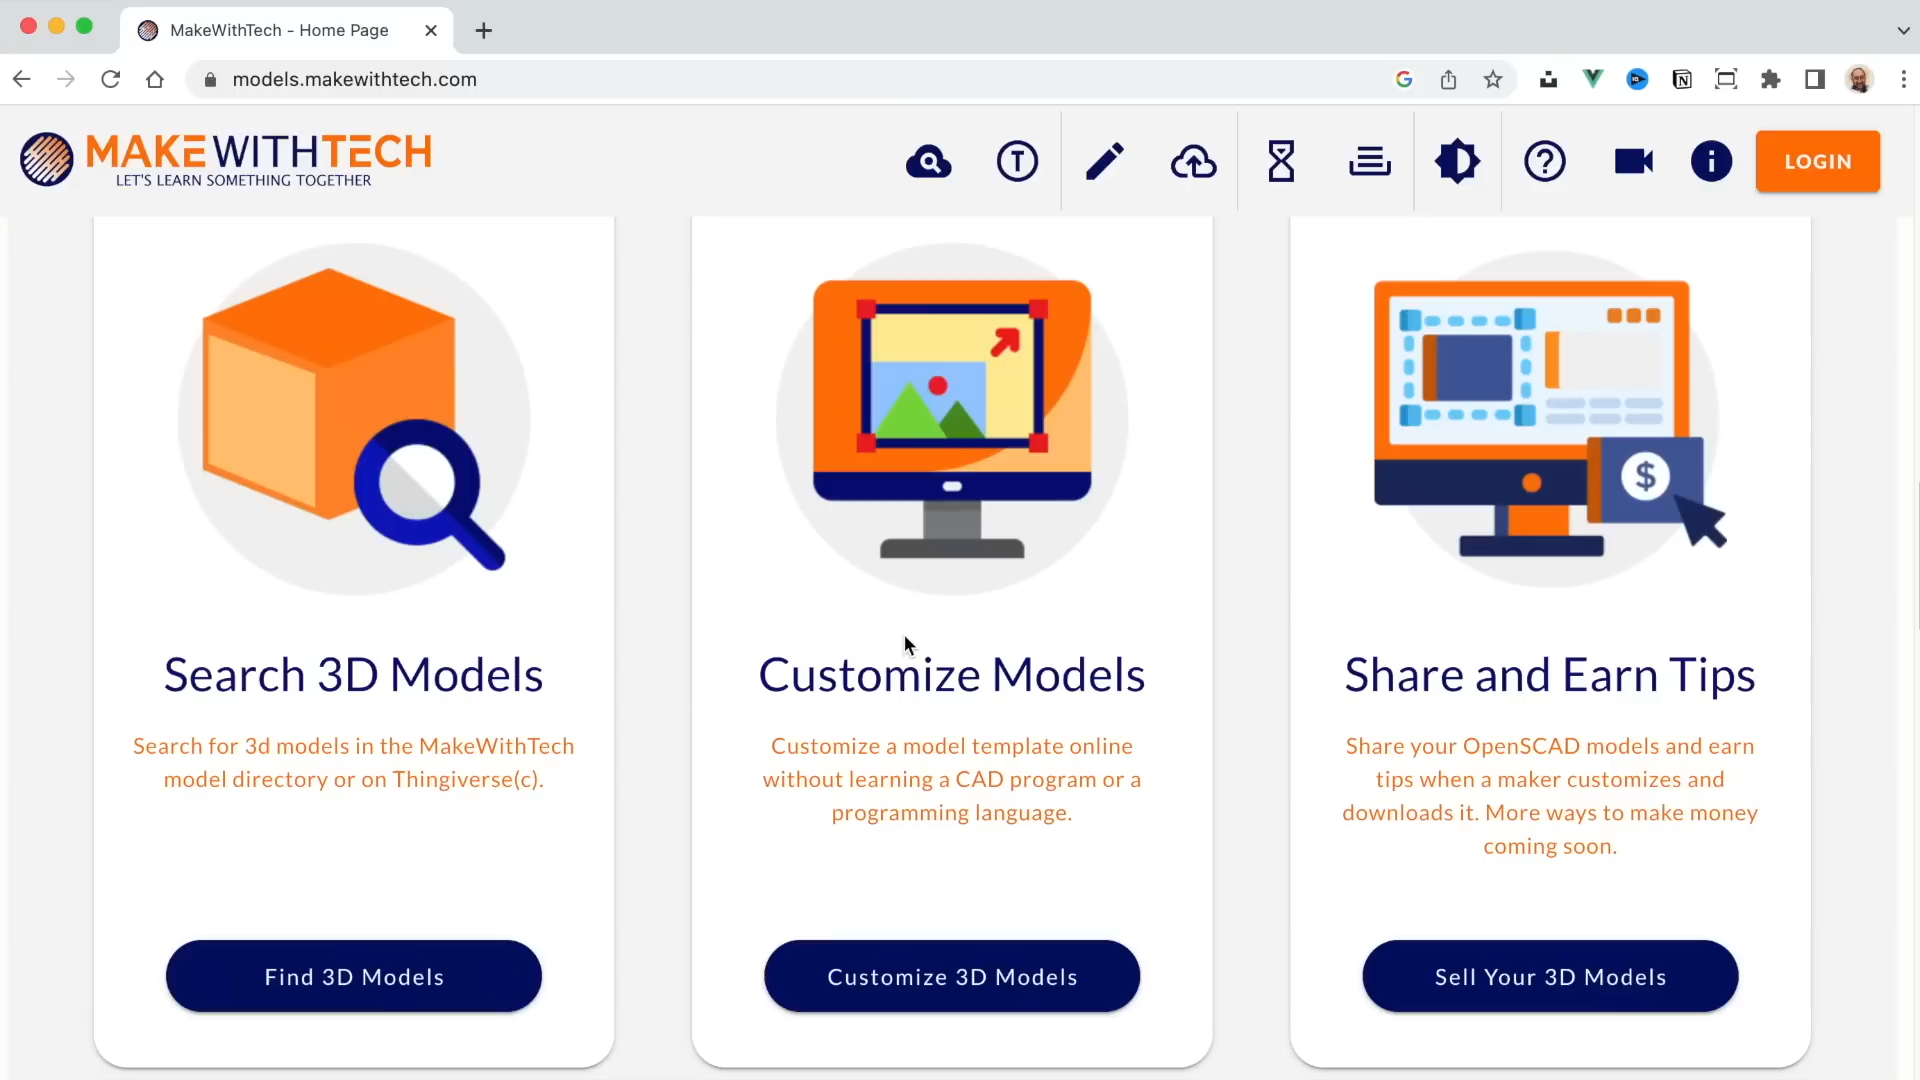 MakeWithTech - Home Page
models.makewithtech.com
MAKEWITHTECH
LET'S LEARN SOMETHING TOGETHER
LOGIN
Search 3D Models
Search for 3d models in the MakeWithTech
model directory or on Thingiverse(c).
Find 3D Models
Customize Models
Customize a model template online
without learning a CAD program or a
programming language.
Customize 3D Models
Share and Earn Tips
Share your OpenSCAD models and earn
tips when a maker customizes and
downloads it. More ways to make money
coming soon.
Sell Your 3D Models